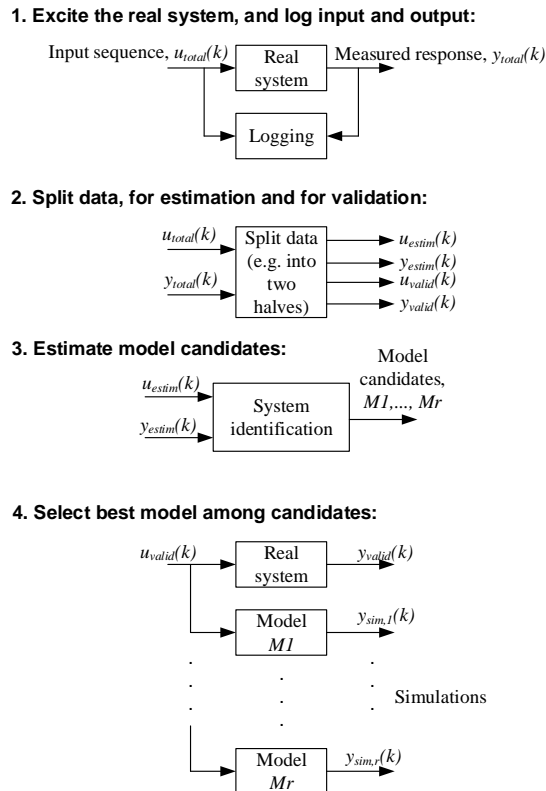 1. Excite the real system, and log input and output:
Input sequence, u_total(k)
Real
system
Measured response, y_total(k)
Logging
2. Split data, for estimation and for validation:
u_total(k)
y_total(k)
Split data
(e.g. into
two
halves)
u_estim(k)
y_estim(k)
u_valid(k)
y_valid(k)
3. Estimate model candidates:
u_estim(k)
y_estim(k)
System
identification
Model
candidates,
M1,..., Mr
4. Select best model among candidates:
u_valid(k)
Real
system
y_valid(k)
Model
M1
y_sim,1(k)
Simulations
Model
Mr
y_sim,r(k)